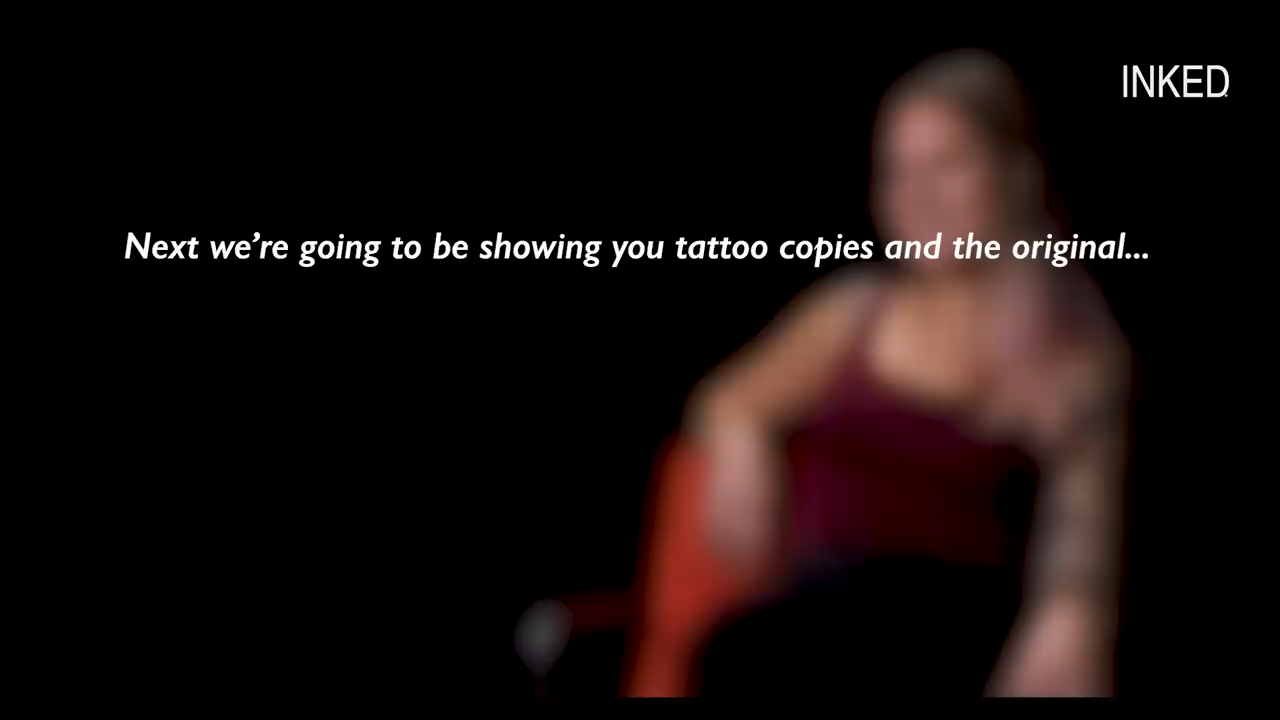 INKED
Next we’re going to be showing you tattoo copies and the original...